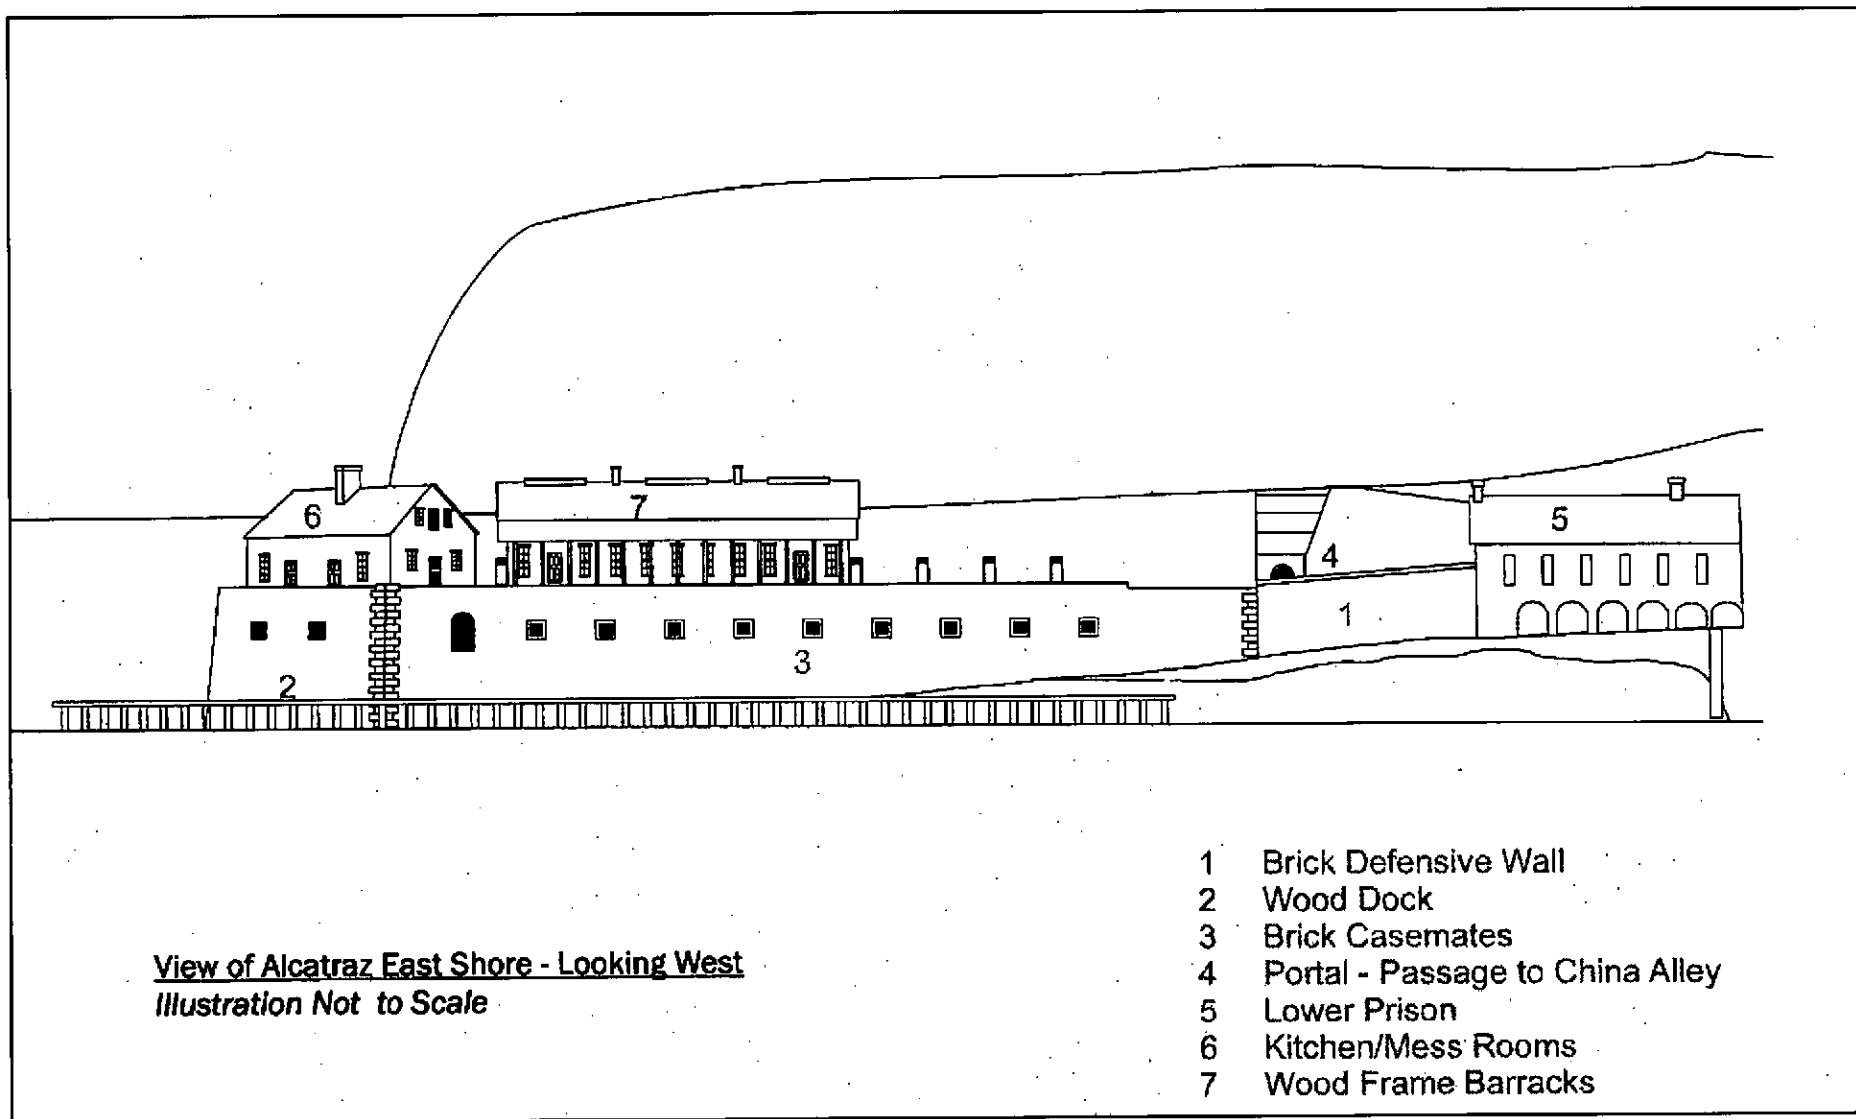 6
7
5
4
1
3
2
1 Brick Defensive Wall
2 Wood Dock
3 Brick Casemates
4 Portal - Passage to China Alley
5 Lower Prison
6 Kitchen/Mess Rooms
7 Wood Frame Barracks
View of Alcatraz East Shore - Looking West
Illustration Not to Scale